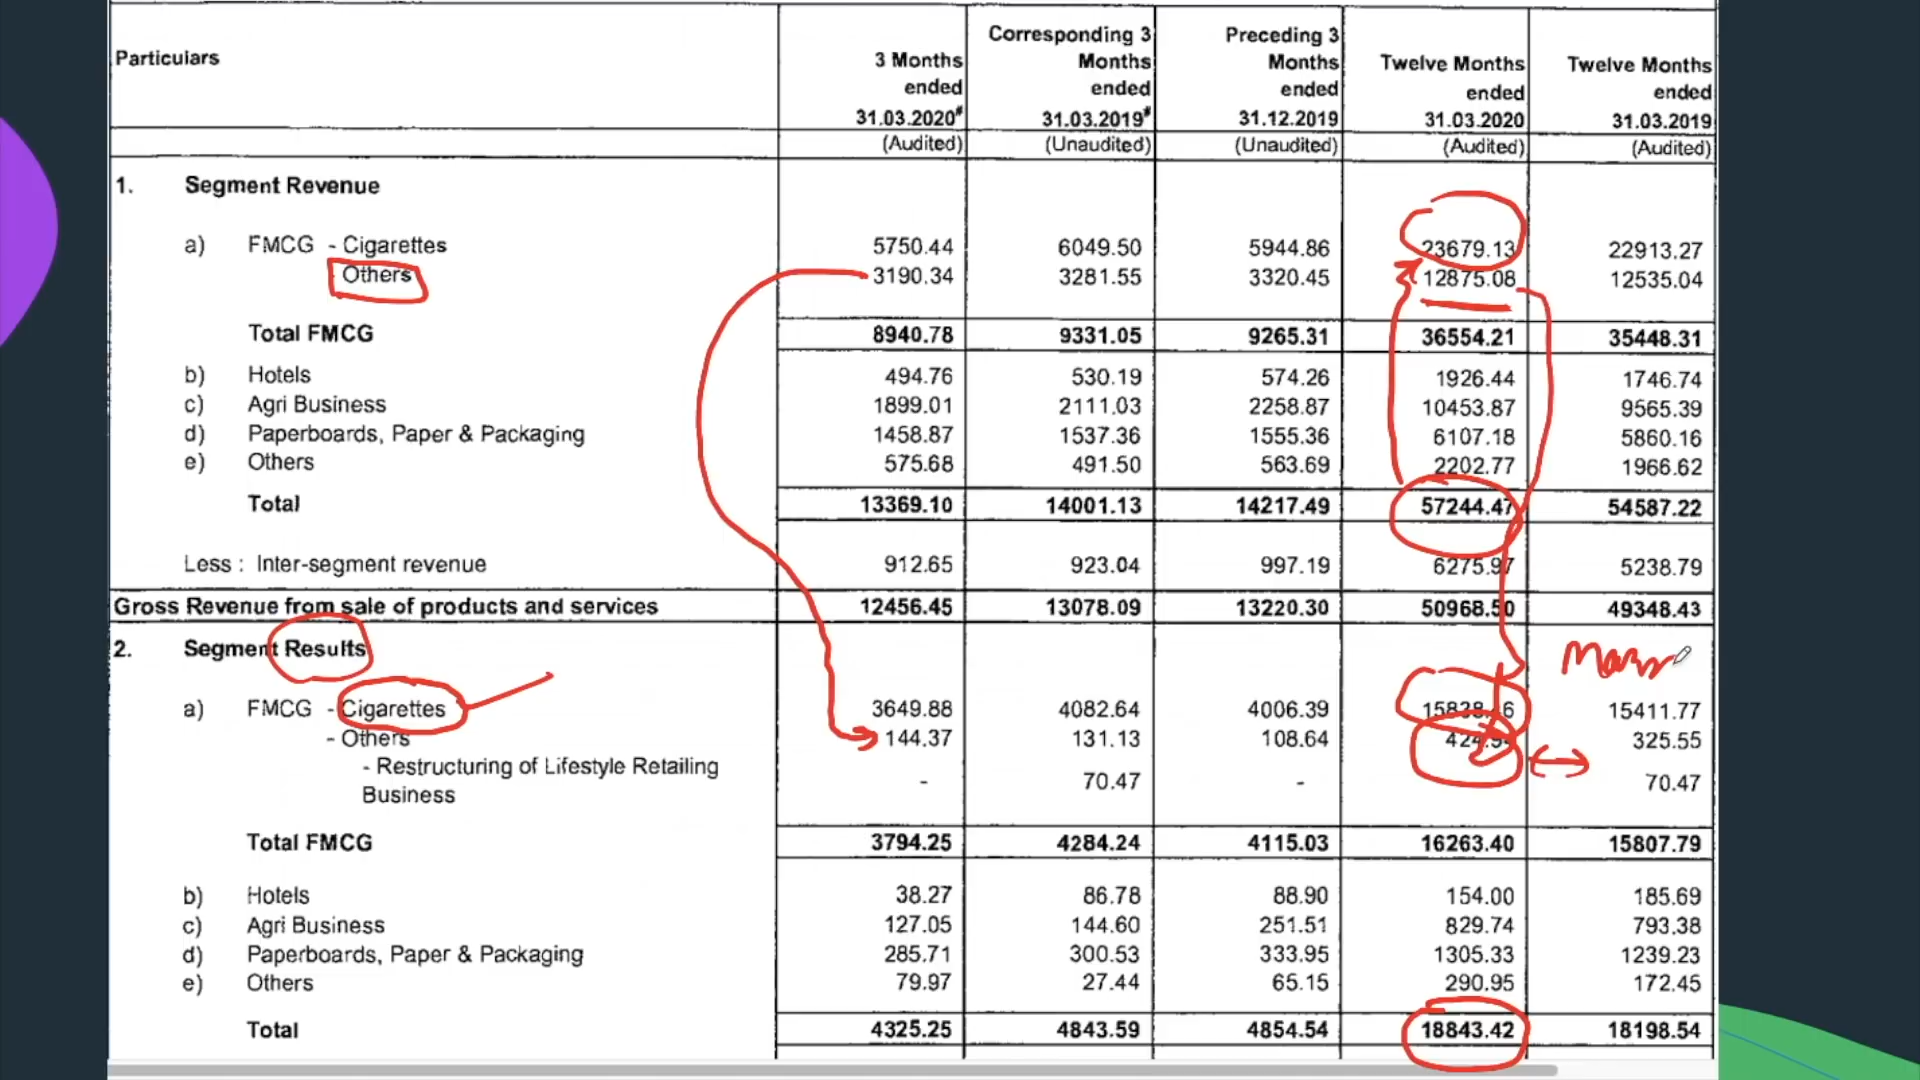 Particulars
3 Months ended 31.03.2020# (Audited)
Corresponding 3 Months ended 31.03.2019# (Unaudited)
Preceding 3 Months ended 31.12.2019 (Unaudited)
Twelve Months ended 31.03.2020 (Audited)
Twelve Months ended 31.03.2019 (Audited)
1. Segment Revenue
a) FMCG - Cigarettes 5750.44 6049.50 5944.86 23679.13 22913.27
Others 3190.34 3281.55 3320.45 12875.08 12535.04
Total FMCG 8940.78 9331.05 9265.31 36554.21 35448.31
b) Hotels 494.76 530.19 574.26 1926.44 1746.74
c) Agri Business 1899.01 2111.03 2258.87 10453.87 9565.39
d) Paperboards, Paper & Packaging 1458.87 1537.36 1555.36 6107.18 5860.16
e) Others 575.68 491.50 563.69 2202.77 1966.62
Total 13369.10 14001.13 14217.49 57244.47 54587.22
Less : Inter-segment revenue 912.65 923.04 997.19 6275.97 5238.79
Gross Revenue from sale of products and services 12456.45 13078.09 13220.30 50968.50 49348.43
2. Segment Results
a) FMCG - Cigarettes 3649.88 4082.64 4006.39 15411.77
- Others 144.37 131.13 108.64 325.55
- Restructuring of Lifestyle Retailing Business - 70.47 - 70.47
Total FMCG 3794.25 4284.24 4115.03 16263.40 15807.79
b) Hotels 38.27 86.78 88.90 154.00 185.69
c) Agri Business 127.05 144.60 251.51 829.74 793.38
d) Paperboards, Paper & Packaging 285.71 300.53 333.95 1305.33 1239.23
e) Others 79.97 27.44 65.15 290.95 172.45
Total 4325.25 4843.59 4854.54 18843.42 18198.54